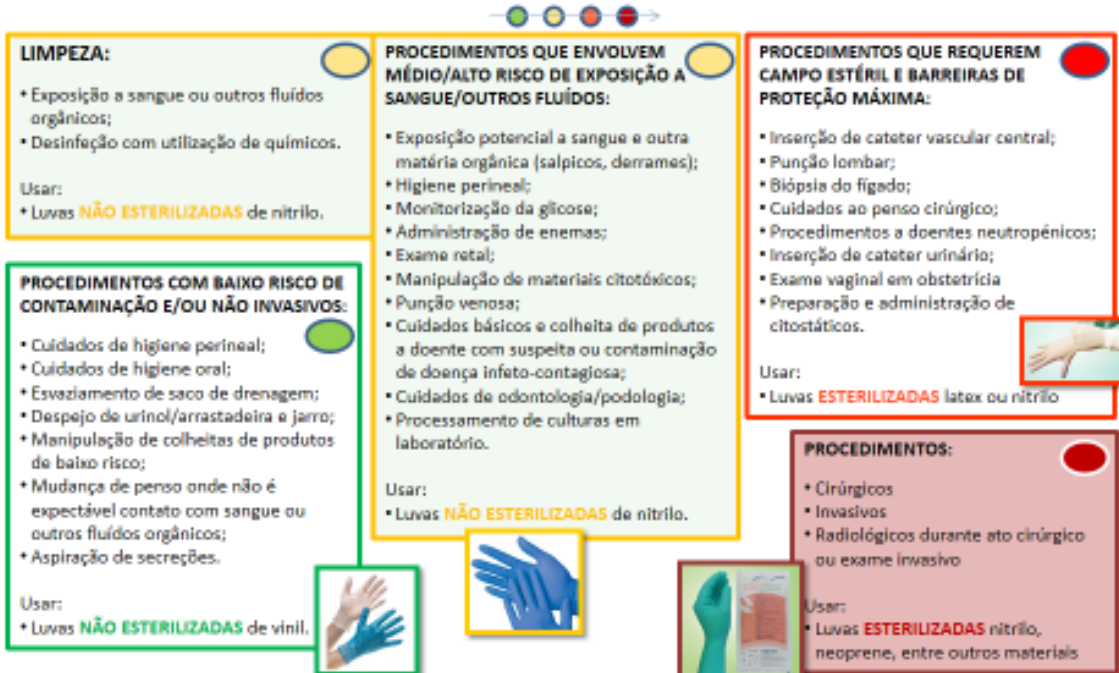 LIMPEZA:
• Exposição a sangue ou outros fluídos
orgânicos;
• Desinfeção com utilização de químicos.
Usar:
• Luvas NÃO ESTERILIZADAS de nitrilo.
PROCEDIMENTOS COM BAIXO RISCO DE
CONTAMINAÇÃO E/OU NÃO INVASIVOS:
• Cuidados de higiene perineal;
• Cuidados de higiene oral;
• Esvaziamento de saco de drenagem;
• Despejo de urinol/arrastadeira e jarro;
• Manipulação de colheitas de produtos
de baixo risco;
• Mudança de penso onde não é
expectável contato com sangue ou
outros fluídos orgânicos;
• Aspiração de secreções.
Usar:
• Luvas NÃO ESTERILIZADAS de vinil.
PROCEDIMENTOS QUE ENVOLVEM
MÉDIO/ALTO RISCO DE EXPOSIÇÃO A
SANGUE/OUTROS FLUÍDOS:
• Exposição potencial a sangue e outra
matéria orgânica (salpicos, derrames);
• Higiene perineal;
• Monitorização da glicose;
• Administração de enemas;
• Exame retal;
• Manipulação de materiais citotóxicos;
• Punção venosa;
• Cuidados básicos e colheita de produtos
a doente com suspeita ou contaminação
de doença infeto-contagiosa;
• Cuidados de odontologia/podologia;
• Processamento de culturas em
laboratório.
Usar:
• Luvas NÃO ESTERILIZADAS de nitrilo.
PROCEDIMENTOS QUE REQUEREM
CAMPO ESTÉRIL E BARREIRAS DE
PROTEÇÃO MÁXIMA:
• Inserção de cateter vascular central;
• Punção lombar;
• Biópsia do fígado;
• Cuidados ao penso cirúrgico;
• Procedimentos a doentes neutropénicos;
• Inserção de cateter urinário;
• Exame vaginal em obstetrícia
• Preparação e administração de
citostáticos.
Usar:
• Luvas ESTERILIZADAS latex ou nitrilo
PROCEDIMENTOS:
• Cirúrgicos
• Invasivos
• Radiológicos durante ato cirúrgico
ou exame invasivo
Usar:
• Luvas ESTERILIZADAS nitrilo,
neoprene, entre outros materiais